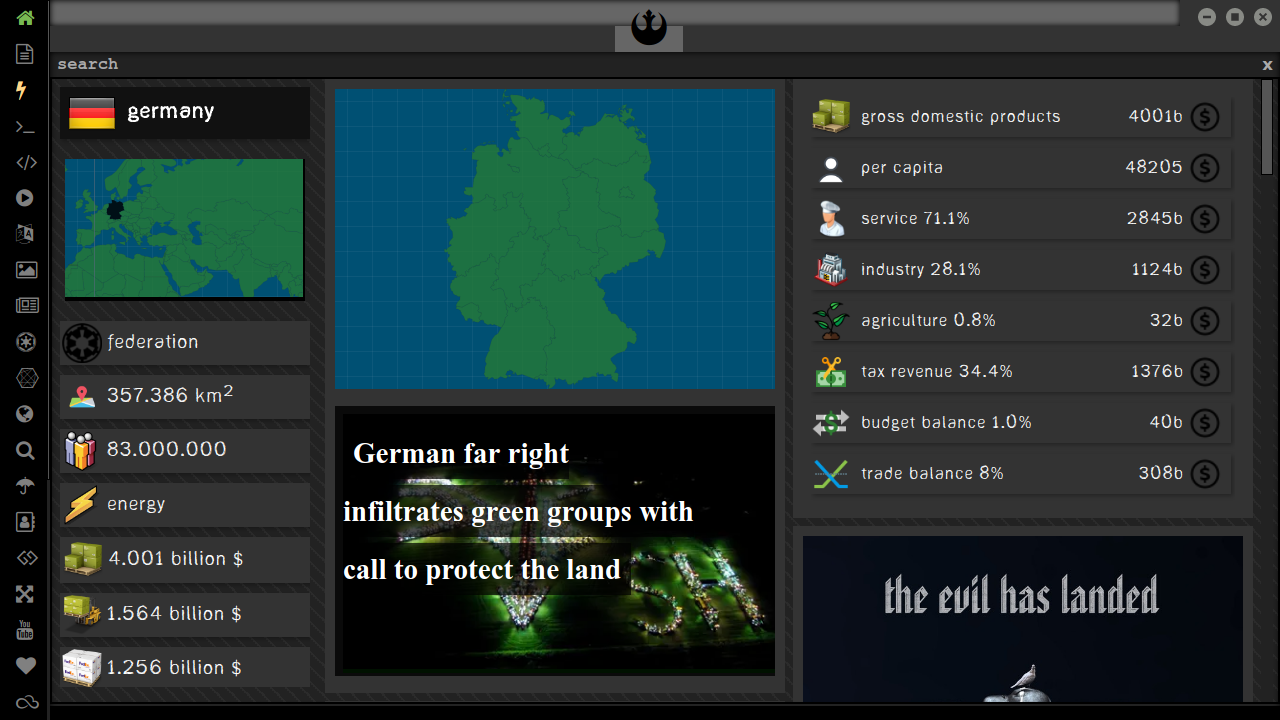 search
x
germany
federation
357.386 km²
83.000.000
energy
4.001 billion $
1.564 billion $
1.256 billion $
German far right
infiltrates green groups with
call to protect the land
SH
gross domestic products 4001b
per capita 48205
service 71.1% 2845b
industry 28.1% 1124b
agriculture 0.8% 32b
tax revenue 34.4% 1376b
budget balance 1.0% 40b
trade balance 8% 308b
the evil has landed
You
Tube